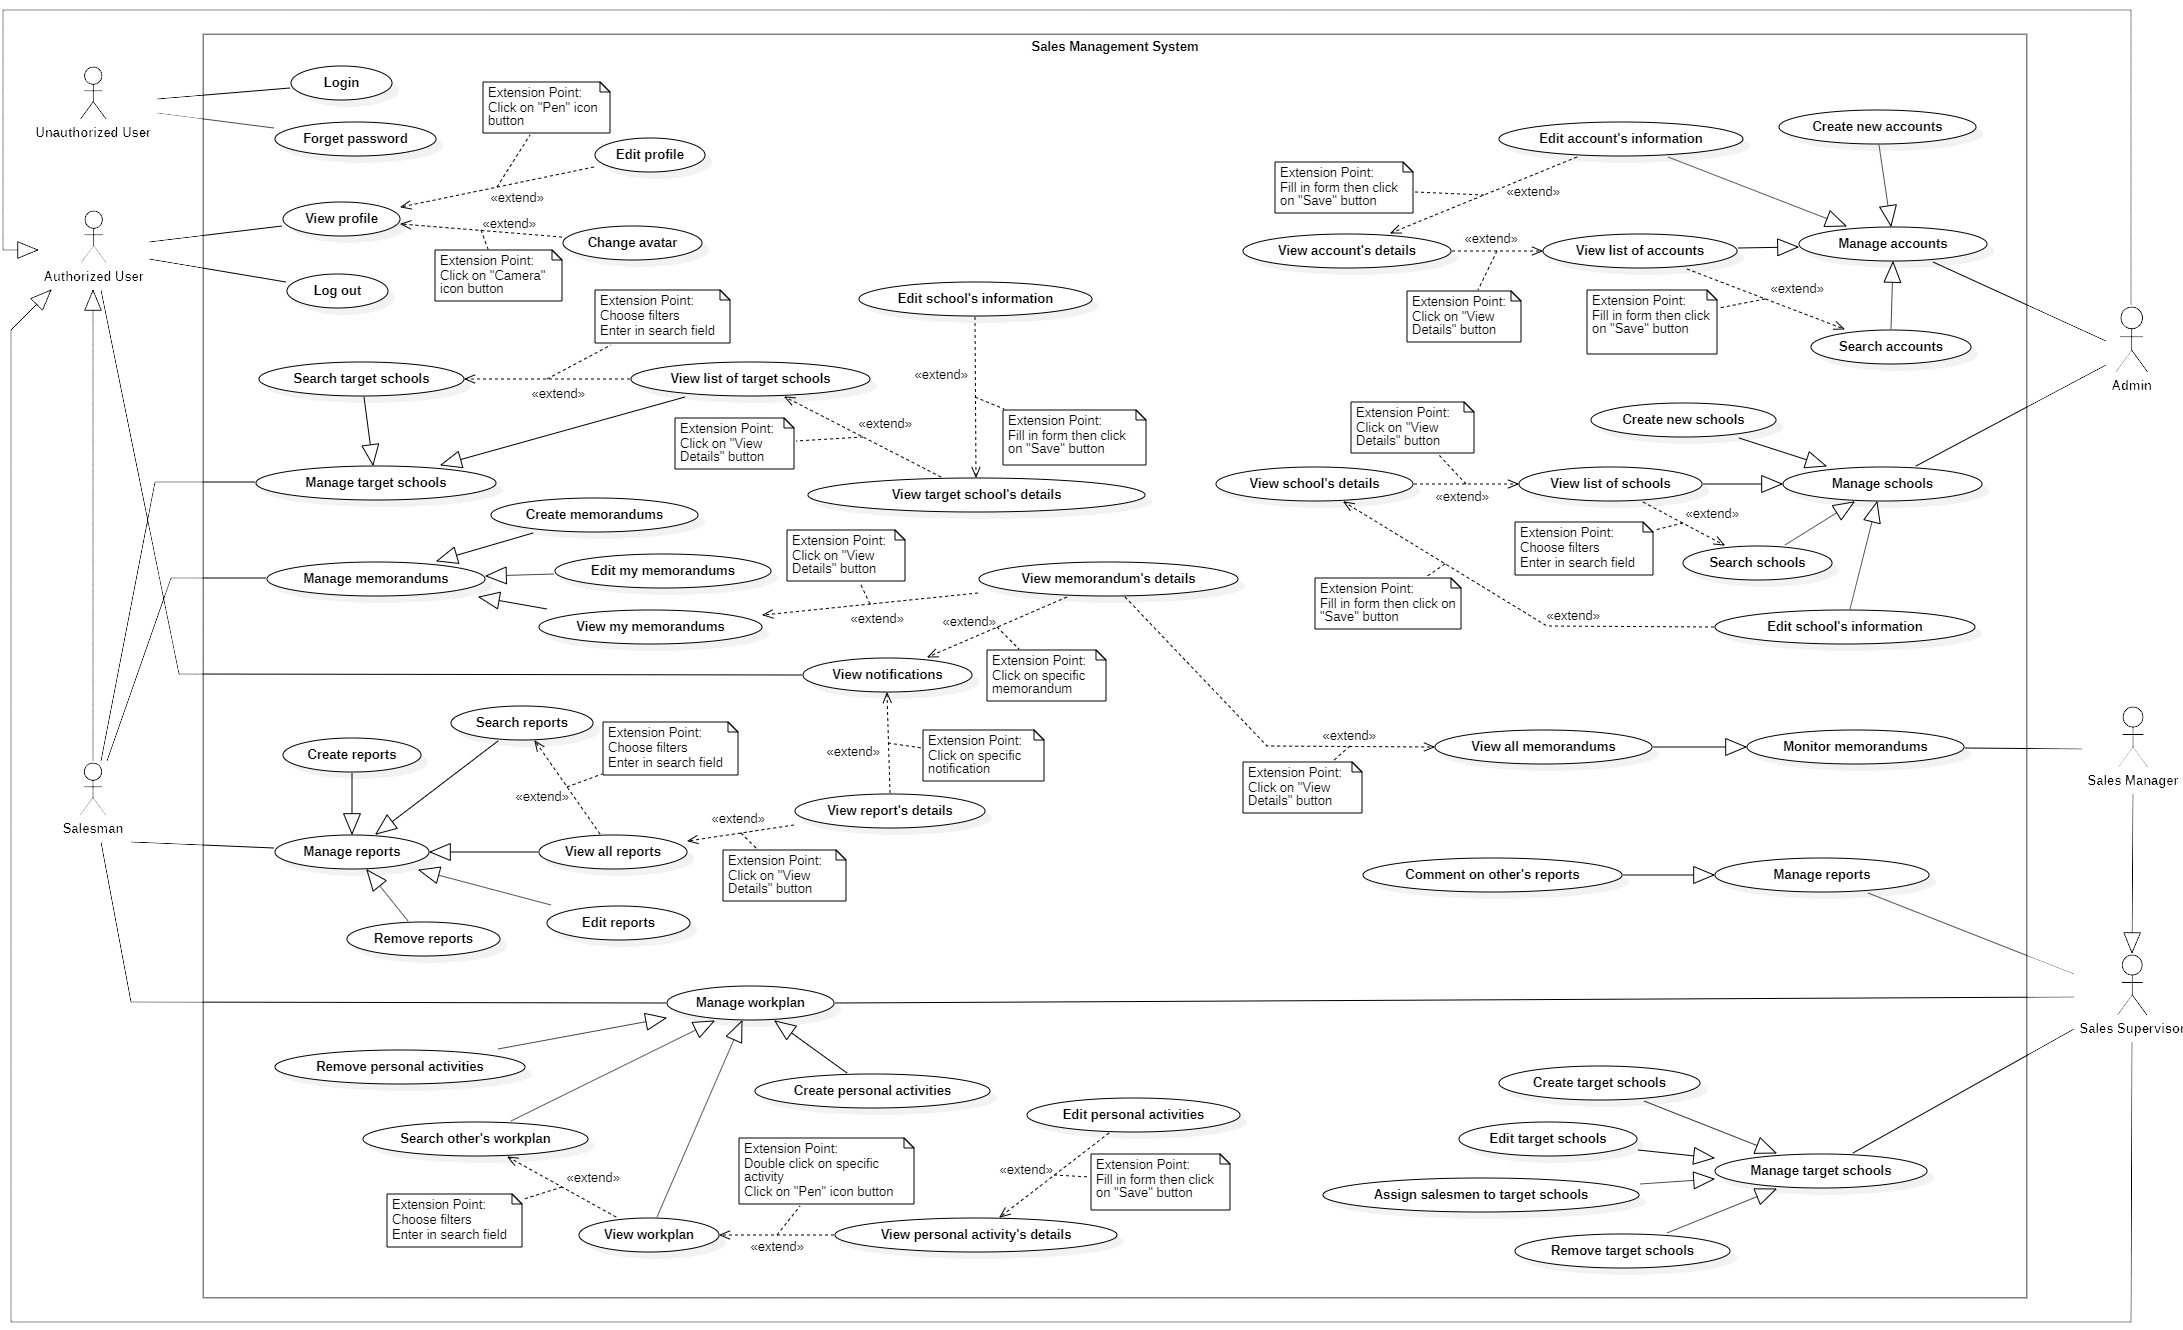 Sales Management System
Unauthorized User
Login
Forget password
Extension Point:
Click on "Pen" icon
button
Edit profile
«extend»
View profile
«extend»
Change avatar
Extension Point:
Click on "Camera"
icon button
Authorized User
Log out
Extension Point:
Choose filters
Enter in search field
Search target schools
«extend»
View list of target schools
Extension Point:
Click on "View
Details" button
«extend»
Edit school's information
«extend»
Extension Point:
Fill in form then click
on "Save" button
View target school's details
Manage target schools
Create memorandums
Manage memorandums
Edit my memorandums
View my memorandums
Extension Point:
Click on "View
Details" button
«extend»
View memorandum's details
«extend»
Extension Point:
Click on specific
memorandum
View notifications
«extend»
Extension Point:
Click on specific
notification
View report's details
Search reports
Extension Point:
Choose filters
Enter in search field
Create reports
«extend»
Salesman
Manage reports
View all reports
«extend»
Extension Point:
Click on "View
Details" button
Remove reports
Edit reports
Manage workplan
Remove personal activities
Create personal activities
Search other's workplan
«extend»
Extension Point:
Choose filters
Enter in search field
View workplan
Extension Point:
Double click on specific
activity
Click on "Pen" icon button
«extend»
View personal activity's details
Edit personal activities
«extend»
Extension Point:
Fill in form then click
on "Save" button
Edit account's information
Create new accounts
Extension Point:
Fill in form then click
on "Save" button
«extend»
View account's details
«extend»
View list of accounts
Manage accounts
Extension Point:
Click on "View
Details" button
Extension Point:
Fill in form then click
on "Save" button
«extend»
Search accounts
Admin
Extension Point:
Click on "View
Details" button
Create new schools
View school's details
«extend»
View list of schools
Manage schools
Extension Point:
Choose filters
Enter in search field
«extend»
Search schools
Extension Point:
Fill in form then click on
"Save" button
«extend»
Edit school's information
«extend»
Extension Point:
Click on "View
Details" button
View all memorandums
Monitor memorandums
Sales Manager
Comment on other's reports
Manage reports
Sales Supervisor
Create target schools
Edit target schools
Manage target schools
Assign salesmen to target schools
Remove target schools